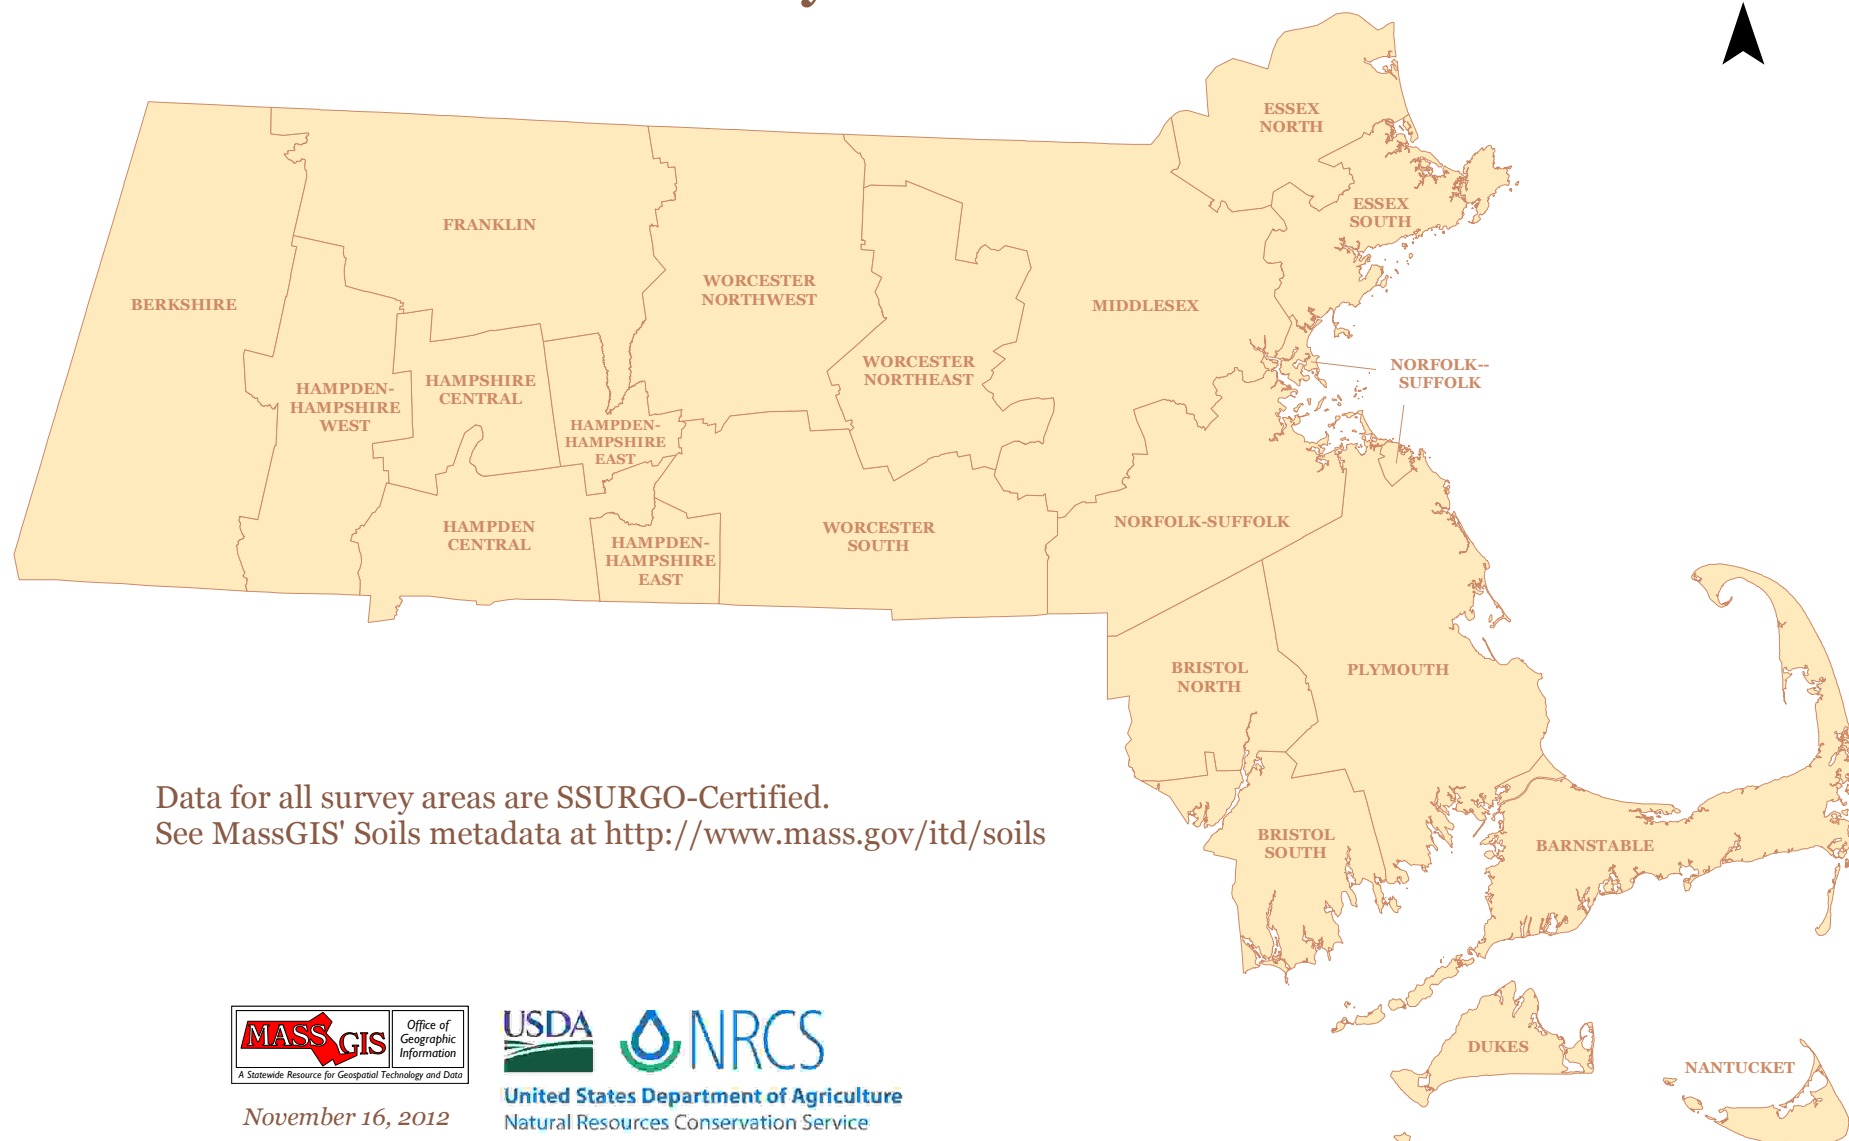 ESSEX
NORTH
ESSEX
SOUTH
FRANKLIN
BERKSHIRE
WORCESTER
NORTHWEST
MIDDLESEX
WORCESTER
NORTHEAST
NORFOLK--
SUFFOLK
HAMPDEN-
HAMPSHIRE
WEST
HAMPSHIRE
CENTRAL
HAMPDEN-
HAMPSHIRE
EAST
HAMPDEN
CENTRAL
HAMPDEN-
HAMPSHIRE
EAST
WORCESTER
SOUTH
NORFOLK-SUFFOLK
BRISTOL
NORTH
PLYMOUTH
Data for all survey areas are SSURGO-Certified.
See MassGIS' Soils metadata at http://www.mass.gov/itd/soils
BRISTOL
SOUTH
BARNSTABLE
DUKES
NANTUCKET
MASSGIS
Office of
Geographic
Information
A Statewide Resource for Geospatial Technology and Data
November 16, 2012
USDA
NRCS
United States Department of Agriculture
Natural Resources Conservation Service